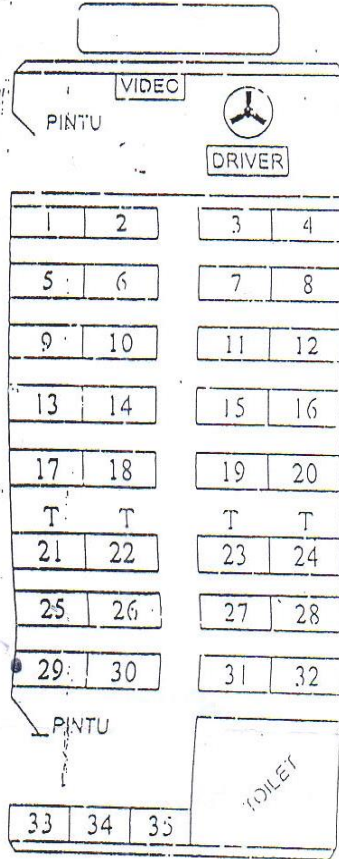 VIDEO
PINTU
DRIVER
1 2 3 4
5 6 7 8
9 10 11 12
13 14 15 16
17 18 19 20
T T T T
21 22 23 24
25 26 27 28
29 30 31 32
PINTU
TOILET
33 34 35